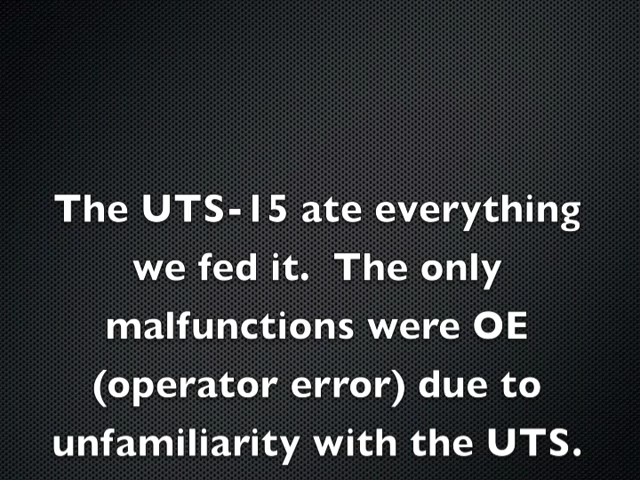 The UTS-15 ate everything
we fed it.  The only
malfunctions were OE
(operator error) due to
unfamiliarity with the UTS.